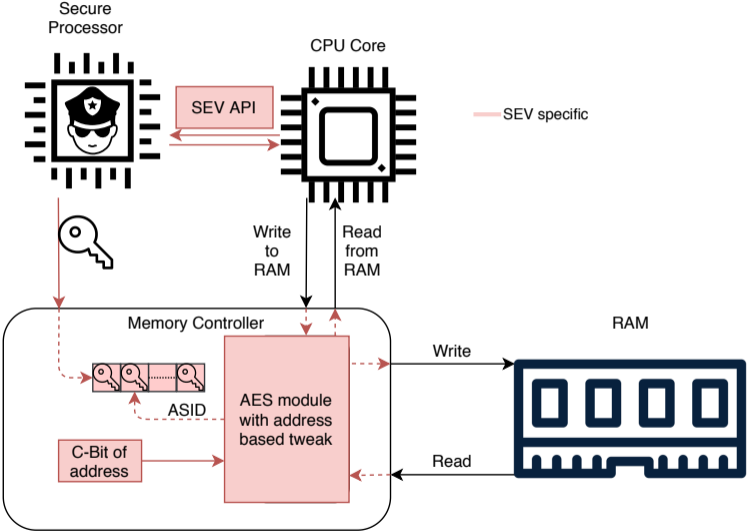 Secure
Processor
CPU Core
SEV API
SEV specific
Write
to
RAM
Read
from
RAM
Memory Controller
RAM
Write
AES module
with address
based tweak
ASID
C-Bit of
address
Read